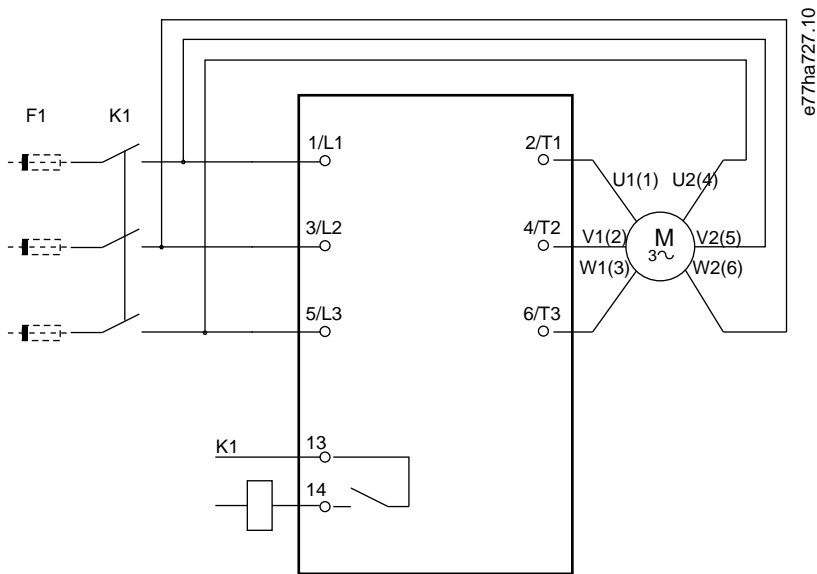 e77ha727.10
F1
K1
1/L1
2/T1
U1(1)
U2(4)
3/L2
4/T2
V1(2)
M
3~
V2(5)
W1(3)
W2(6)
5/L3
6/T3
K1
13
14